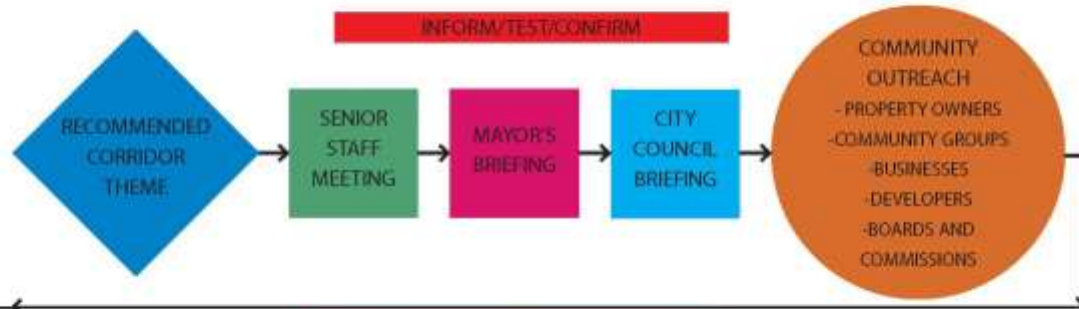 INFORM/TEST/CONFIRM
RECOMMENDED
CORRIDOR
THEME
SENIOR
STAFF
MEETING
MAYOR'S
BRIEFING
CITY
COUNCIL
BRIEFING
COMMUNITY
OUTREACH
- PROPERTY OWNERS
-COMMUNITY GROUPS
-BUSINESSES
-DEVELOPERS
-BOARDS AND
COMMISSIONS